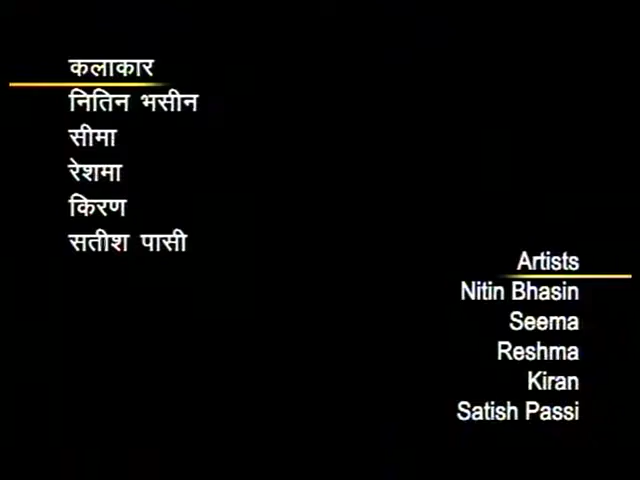 कलाकार
नितिन भसीन
सीमा
रेशमा
किरण
सतीश पासी
Artists
Nitin Bhasin
Seema
Reshma
Kiran
Satish Passi